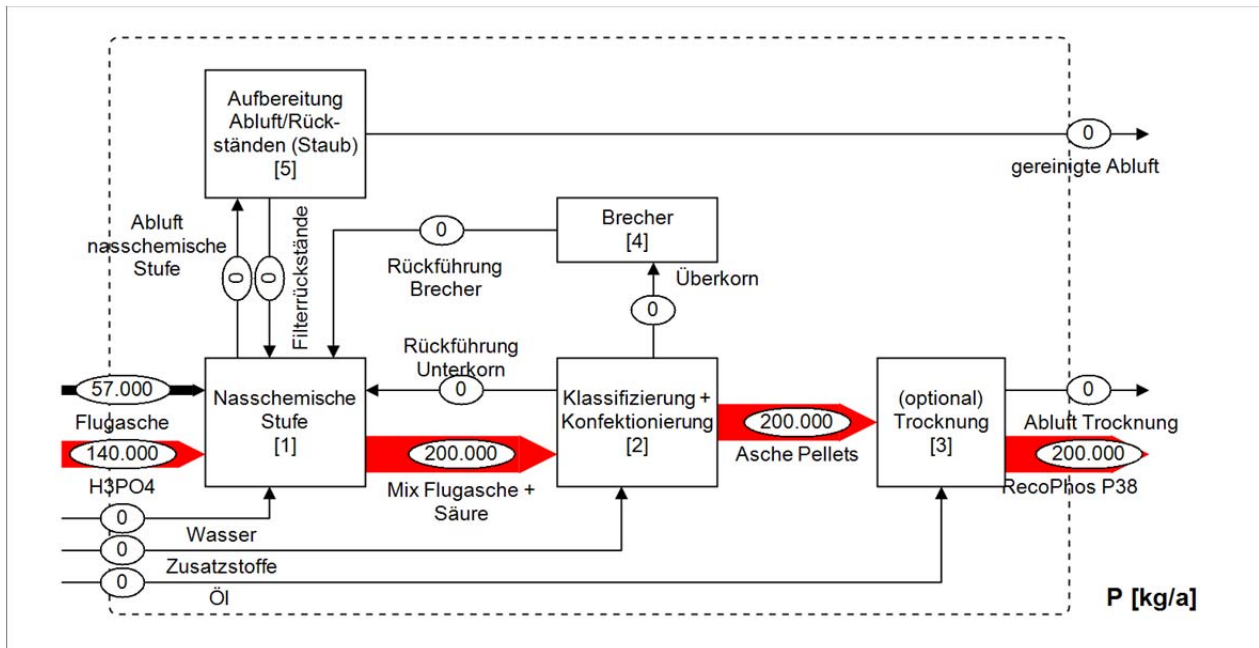 Aufbereitung
Abluft/Rück-
ständen (Staub)
[5]
0
gereinigte Abluft
Abluft
nasschemische
Stufe
0
0
Filterrückstände
Brecher
[4]
0
Rückführung
Brecher
Überkorn
0
Rückführung
Unterkorn
0
57.000
Flugasche
140.000
H3PO4
Nasschemische
Stufe
[1]
200.000
Mix Flugasche +
Säure
Klassifizierung +
Konfektionierung
[2]
200.000
Asche Pellets
(optional)
Trocknung
[3]
0
Abluft Trocknung
200.000
RecoPhos P38
0
Wasser
0
Zusatzstoffe
0
Öl
P [kg/a]